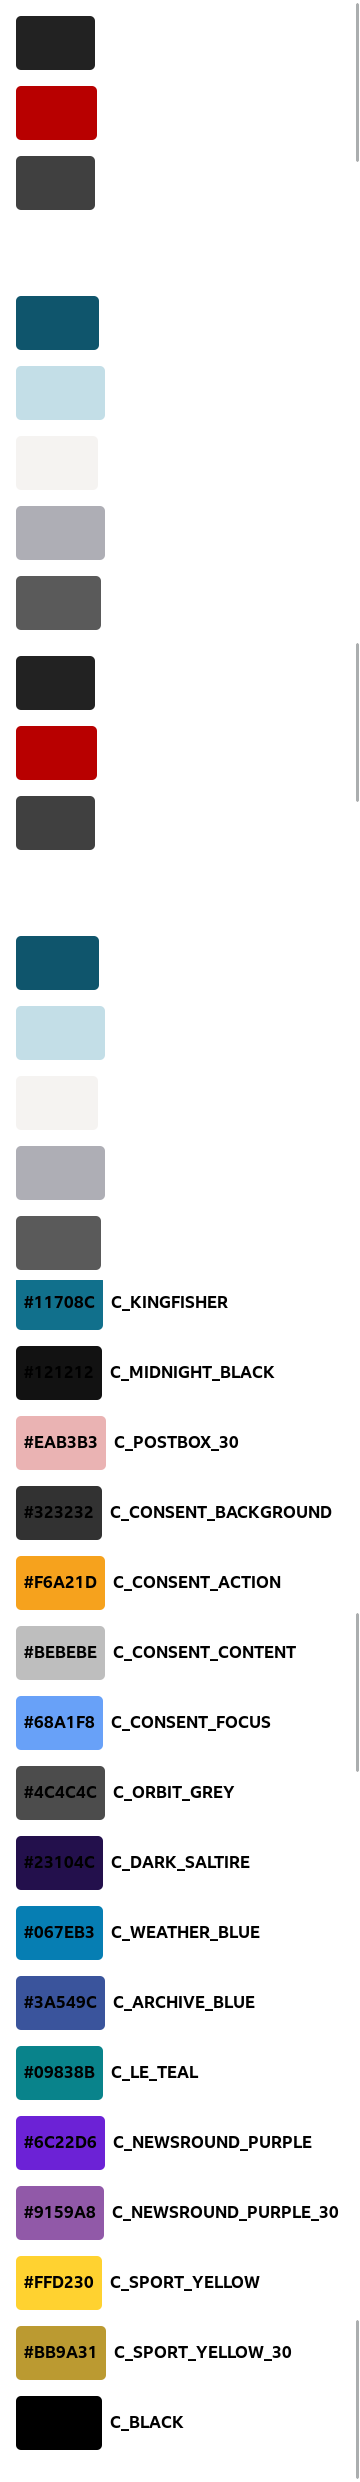 #11708C C_KINGFISHER
#121212 C_MIDNIGHT_BLACK
#EAB3B3 C_POSTBOX_30
#323232 C_CONSENT_BACKGROUND
#F6A21D C_CONSENT_ACTION
#BEBEBE C_CONSENT_CONTENT
#68A1F8 C_CONSENT_FOCUS
#4C4C4C C_ORBIT_GREY
#23104C C_DARK_SALTIRE
#067EB3 C_WEATHER_BLUE
#3A549C C_ARCHIVE_BLUE
#09838B C_LE_TEAL
#6C22D6 C_NEWSROUND_PURPLE
#9159A8 C_NEWSROUND_PURPLE_30
#FFD230 C_SPORT_YELLOW
#BB9A31 C_SPORT_YELLOW_30
C_BLACK